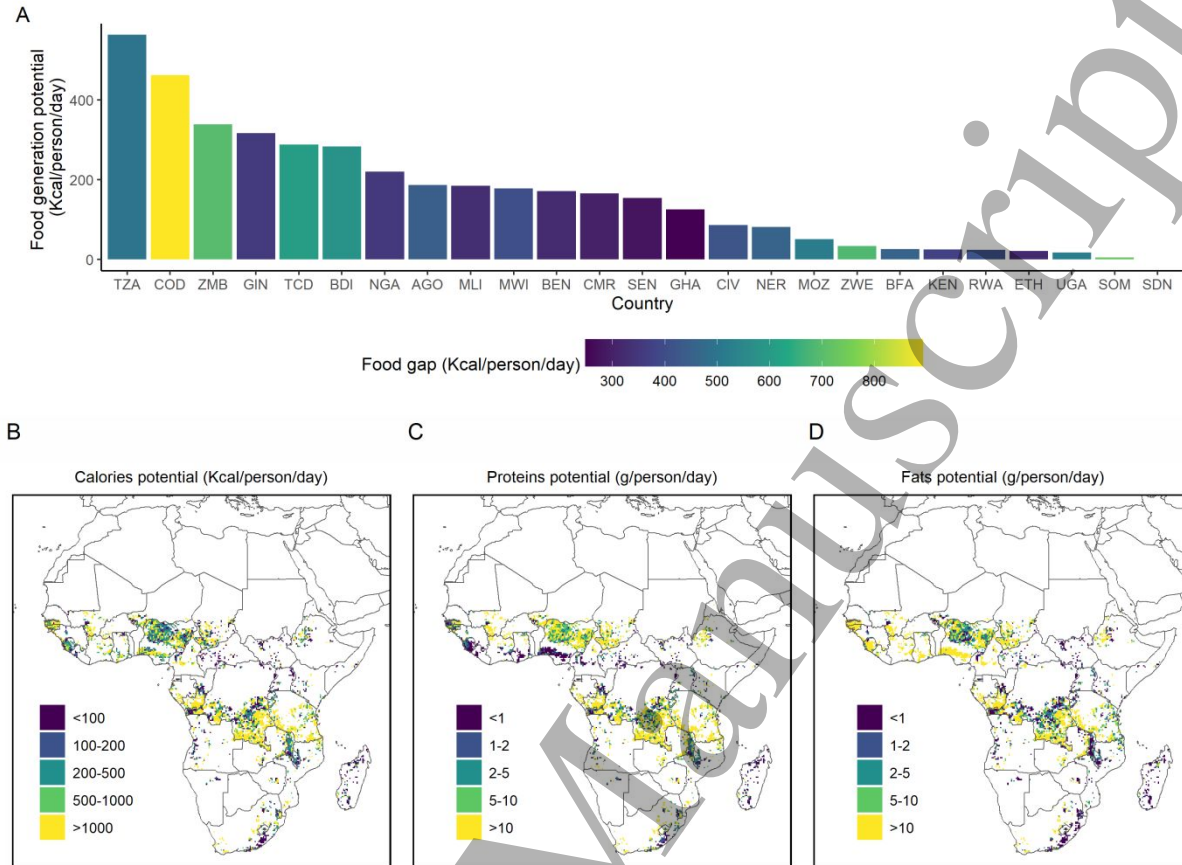 A
Food generation potential
(Kcal/person/day)
400
200
0
TZA COD ZMB GIN TCD BDI NGA AGO MLI MWI BEN CMR SEN GHA CIV NER MOZ ZWE BFA KEN RWA ETH UGA SOM SDN
Country
Food gap (Kcal/person/day)
300 400 500 600 700 800
B
Calories potential (Kcal/person/day)
<100
100-200
200-500
500-1000
>1000
C
Proteins potential (g/person/day)
<1
1-2
2-5
5-10
>10
D
Fats potential (g/person/day)
<1
1-2
2-5
5-10
>10
Manuscrip